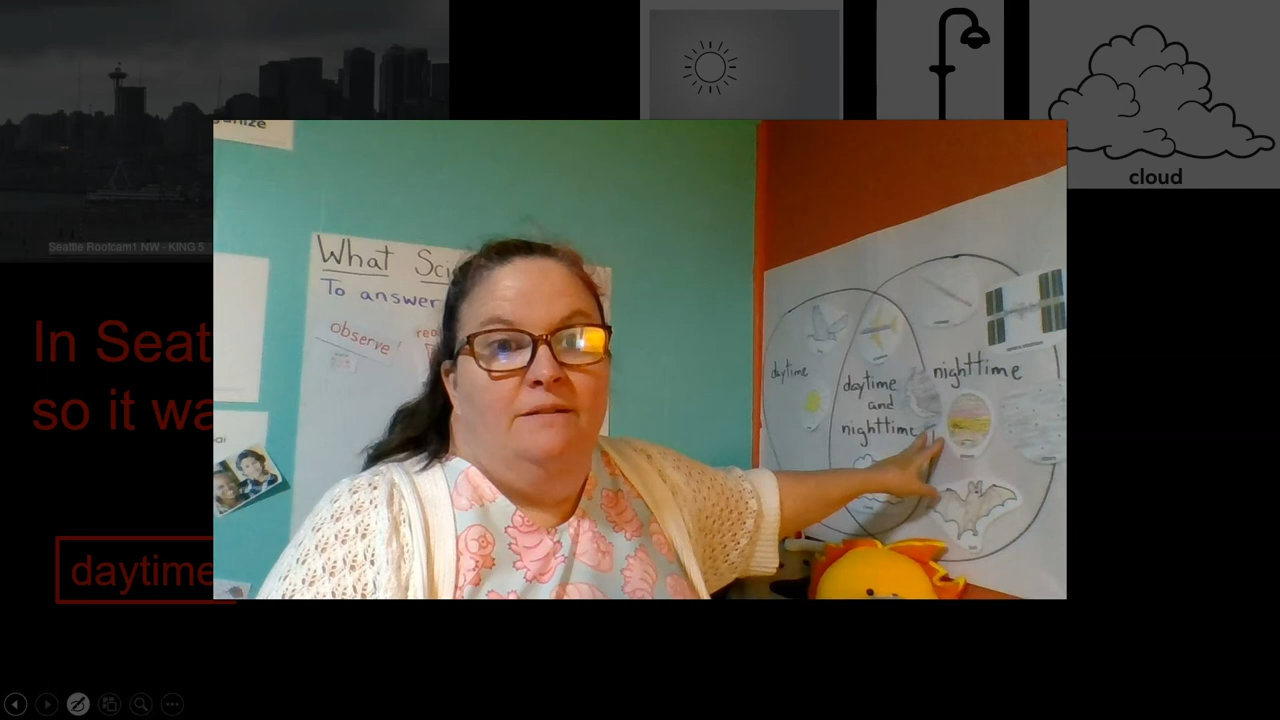 Seattle Roofcam1 NW - KING 5
cloud
In Seat
so it wa
daytime
What Sci
To answer
observe
daytime
daytime
and
nighttime
nighttime